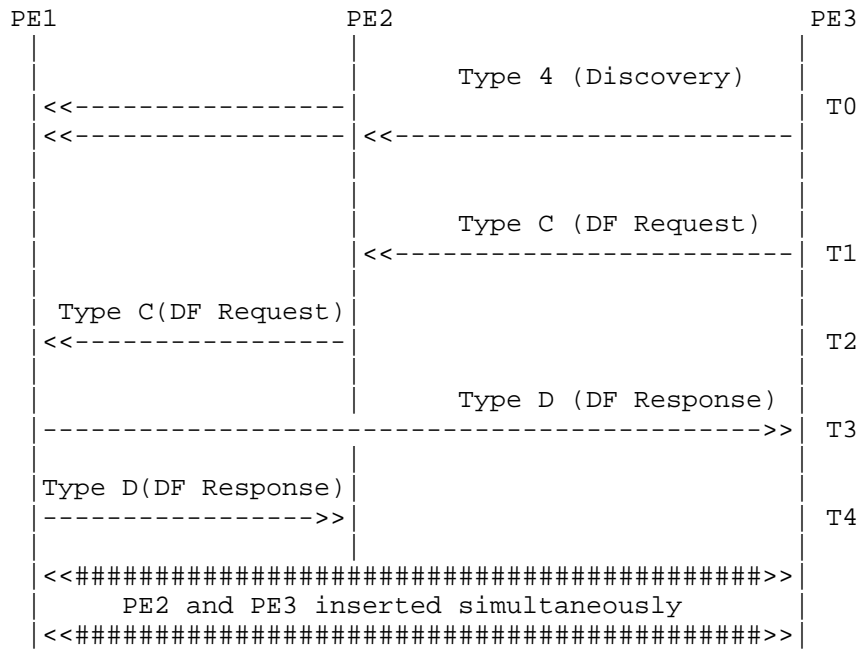 PE1 PE2 PE3
Type 4 (Discovery)
<<----------------- T0
<<----------------- <<-------------------------
Type C (DF Request)
<<------------------------- T1
Type C(DF Request)
<<----------------- T2
Type D (DF Response)
--------------------------------------------->> T3
Type D(DF Response)
--------------->> T4
<<###########################################>>
PE2 and PE3 inserted simultaneously
<<###########################################>>